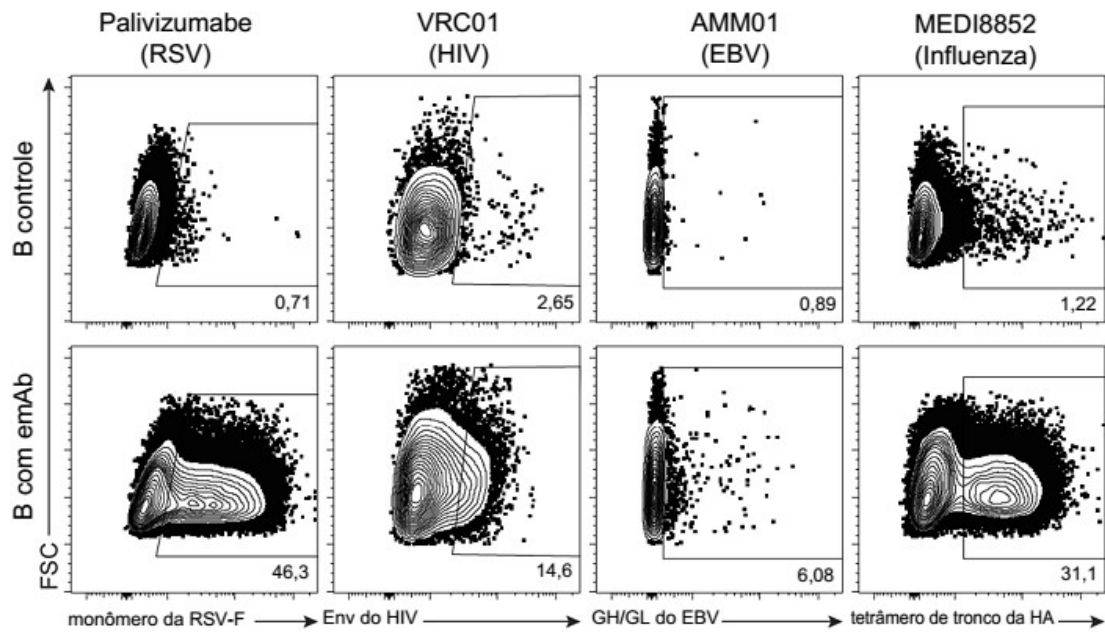 Palivizumabe
(RSV)
VRC01
(HIV)
AMM01
(EBV)
MEDI8852
(Influenza)
B controle
0,71
2,65
0,89
1,22
B com emAb
46,3
14,6
6,08
31,1
FSC
monômero da RSV-F
Env do HIV
GH/GL do EBV
tetrâmero de tronco da HA